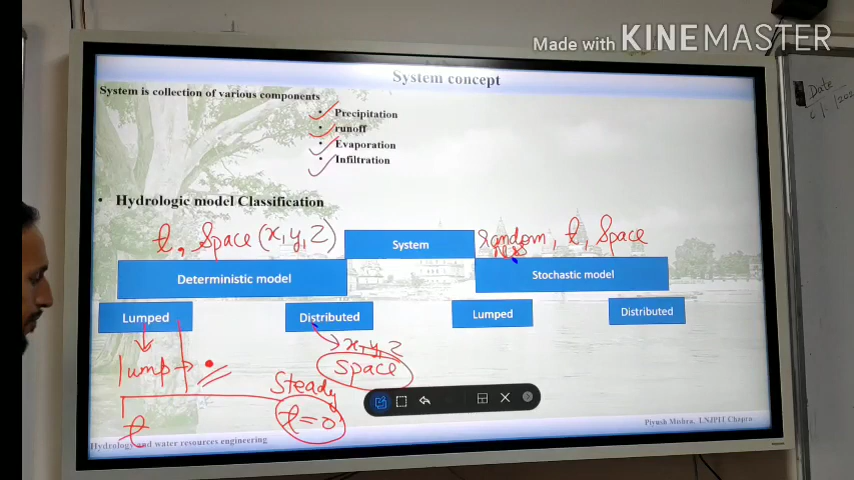 Made with KINEMASTER
System concept
System is collection of various components
• Precipitation
• runoff
• Evaporation
• Infiltration
• Hydrologic model Classification
t, Space (x, y, z)
System
random, t, Space
Deterministic model
Stochastic model
Lumped
Distributed
Lumped
Distributed
x, y, z
lump →
space
Steady
t
t=0
Piyush Mishra, LNJPIT Chapra
Hydrology and water resources engineering
Date